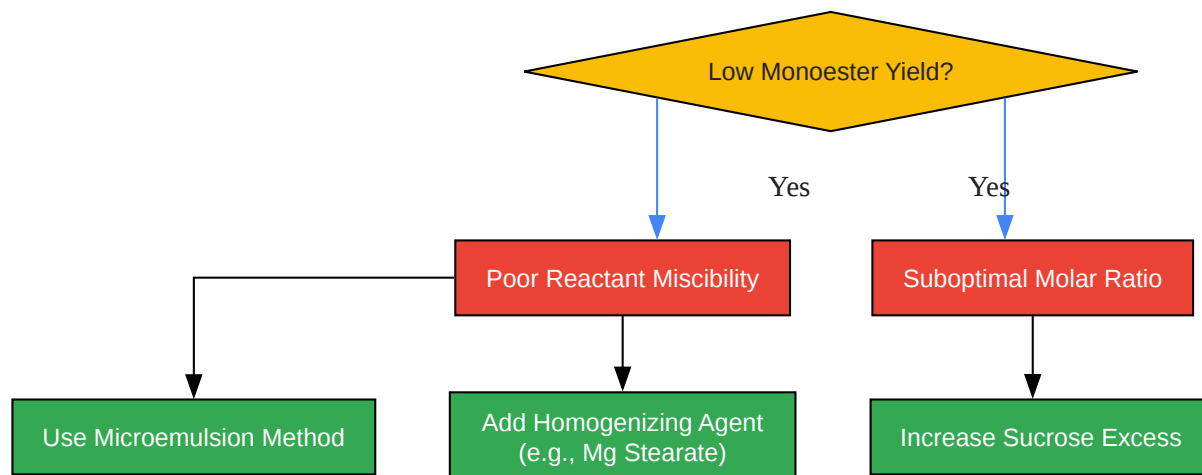 Low Monoester Yield?
Yes
Yes
Poor Reactant Miscibility
Suboptimal Molar Ratio
Use Microemulsion Method
Add Homogenizing Agent
(e.g., Mg Stearate)
Increase Sucrose Excess